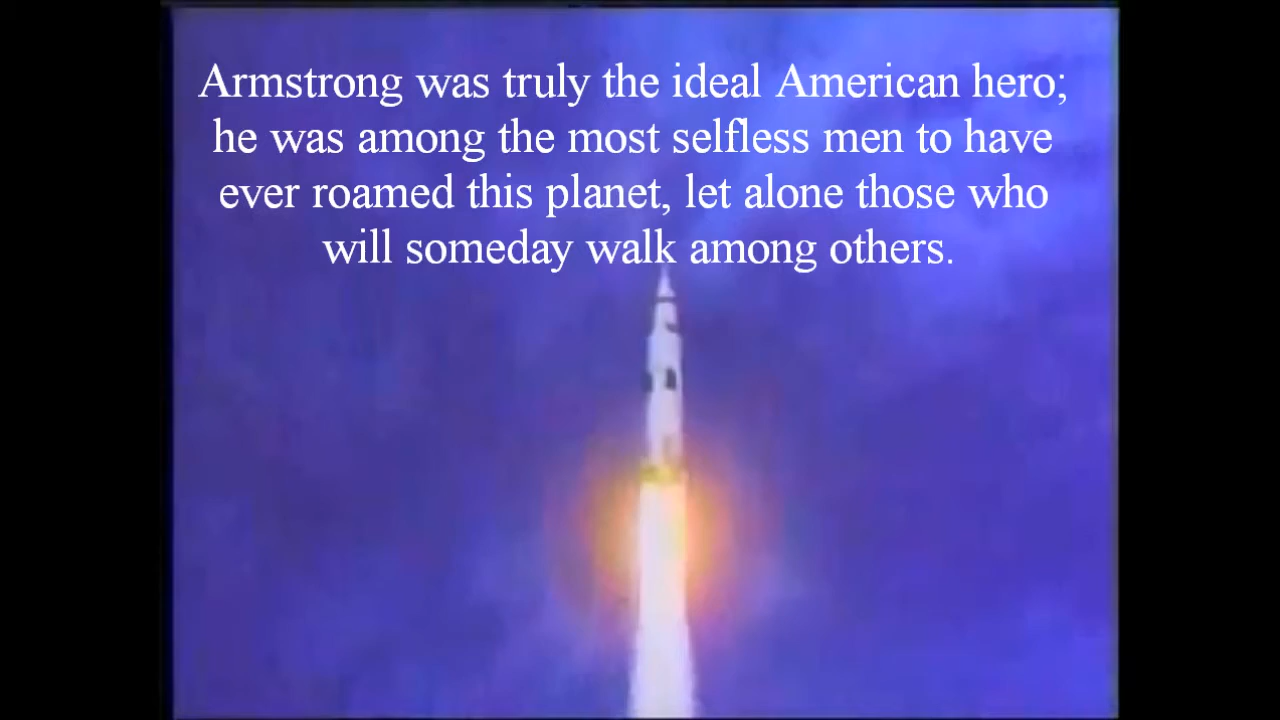 Armstrong was truly the ideal American hero;
he was among the most selfless men to have
ever roamed this planet, let alone those who
will someday walk among others.